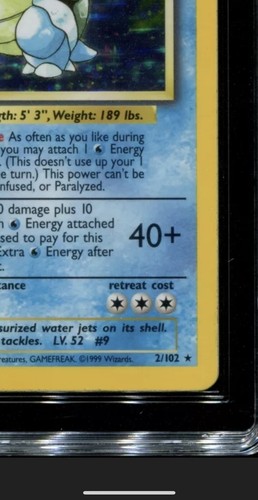 gth: 5' 3", Weight: 189 lbs.
As often as you like during
you may attach 1 Energy
. (This doesn't use up your 1
e turn.) This power can't be
nfused, or Paralyzed.
0 damage plus 10
Energy attached
sed to pay for this
Extra Energy after
40+
tance retreat cost
surized water jets on its shell.
tackles. LV. 52 #9
reatures, GAMEFREAK. ©1999 Wizards. 2/102 ★